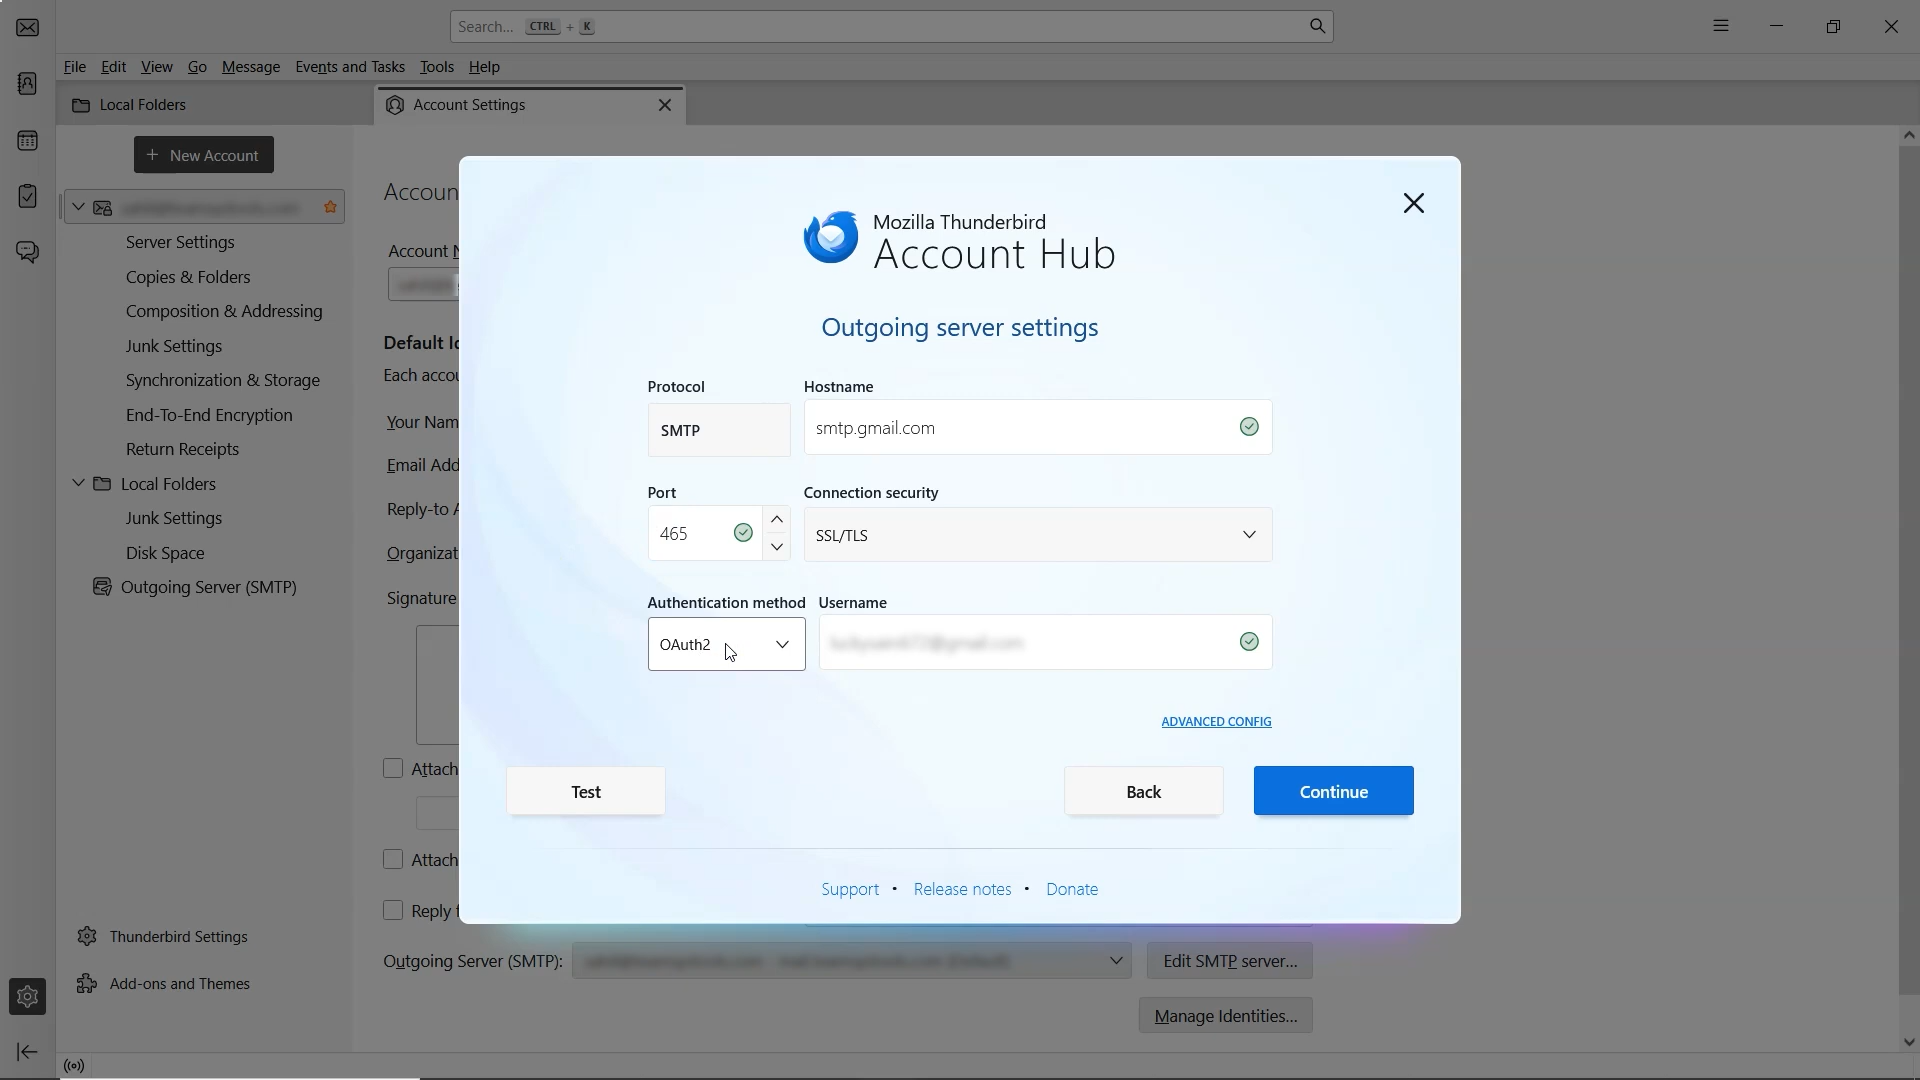 Search... CTRL + K
File Edit View Go Message Events and Tasks Tools Help
Local Folders
Account Settings
+ New Account
Server Settings
Copies & Folders
Composition & Addressing
Junk Settings
Synchronization & Storage
End-To-End Encryption
Return Receipts
Local Folders
Junk Settings
Disk Space
Outgoing Server (SMTP)
Thunderbird Settings
Add-ons and Themes
Accoun
Account N
Default Id
Each accou
Your Nam
Email Add
Reply-to A
Organizat
Signature
Attach
Attach
Reply f
Outgoing Server (SMTP):
Edit SMTP server...
Manage Identities...
Mozilla Thunderbird
Account Hub
Outgoing server settings
Protocol Hostname
SMTP smtp.gmail.com
Port Connection security
465 SSL/TLS
Authentication method Username
OAuth2
ADVANCED CONFIG
Test Back Continue
Support • Release notes • Donate